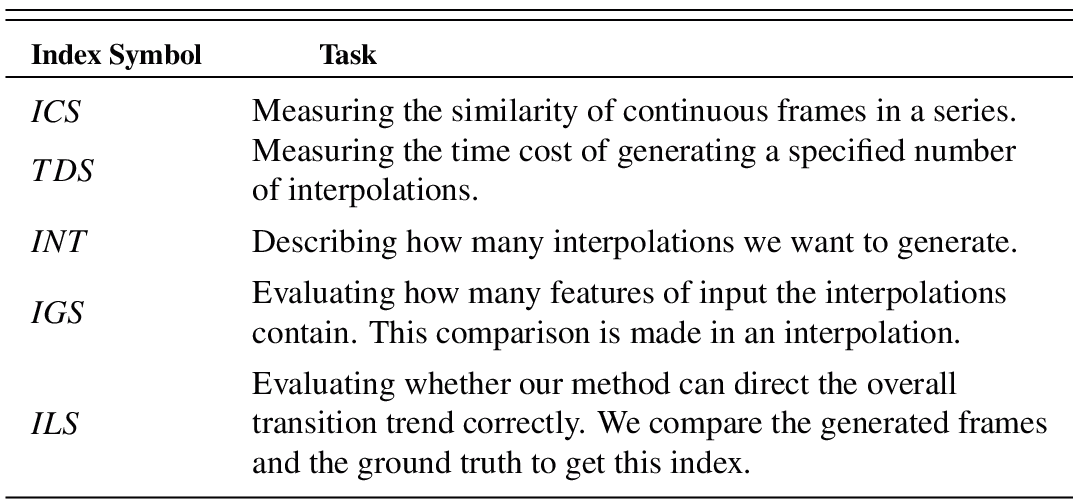 Index Symbol Task
ICS Measuring the similarity of continuous frames in a series.
TDS Measuring the time cost of generating a specified number
of interpolations.
INT Describing how many interpolations we want to generate.
IGS Evaluating how many features of input the interpolations
contain. This comparison is made in an interpolation.
ILS Evaluating whether our method can direct the overall
transition trend correctly. We compare the generated frames
and the ground truth to get this index.